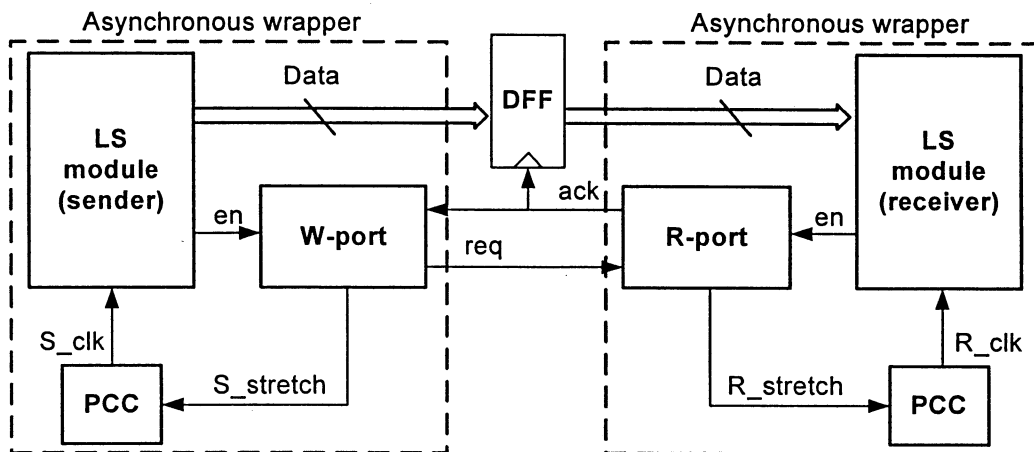 Asynchronous wrapper
Asynchronous wrapper
LS
module
(sender)
Data
DFF
Data
LS
module
(receiver)
en
W-port
ack
req
R-port
en
S_clk
S_stretch
PCC
R_stretch
R_clk
PCC